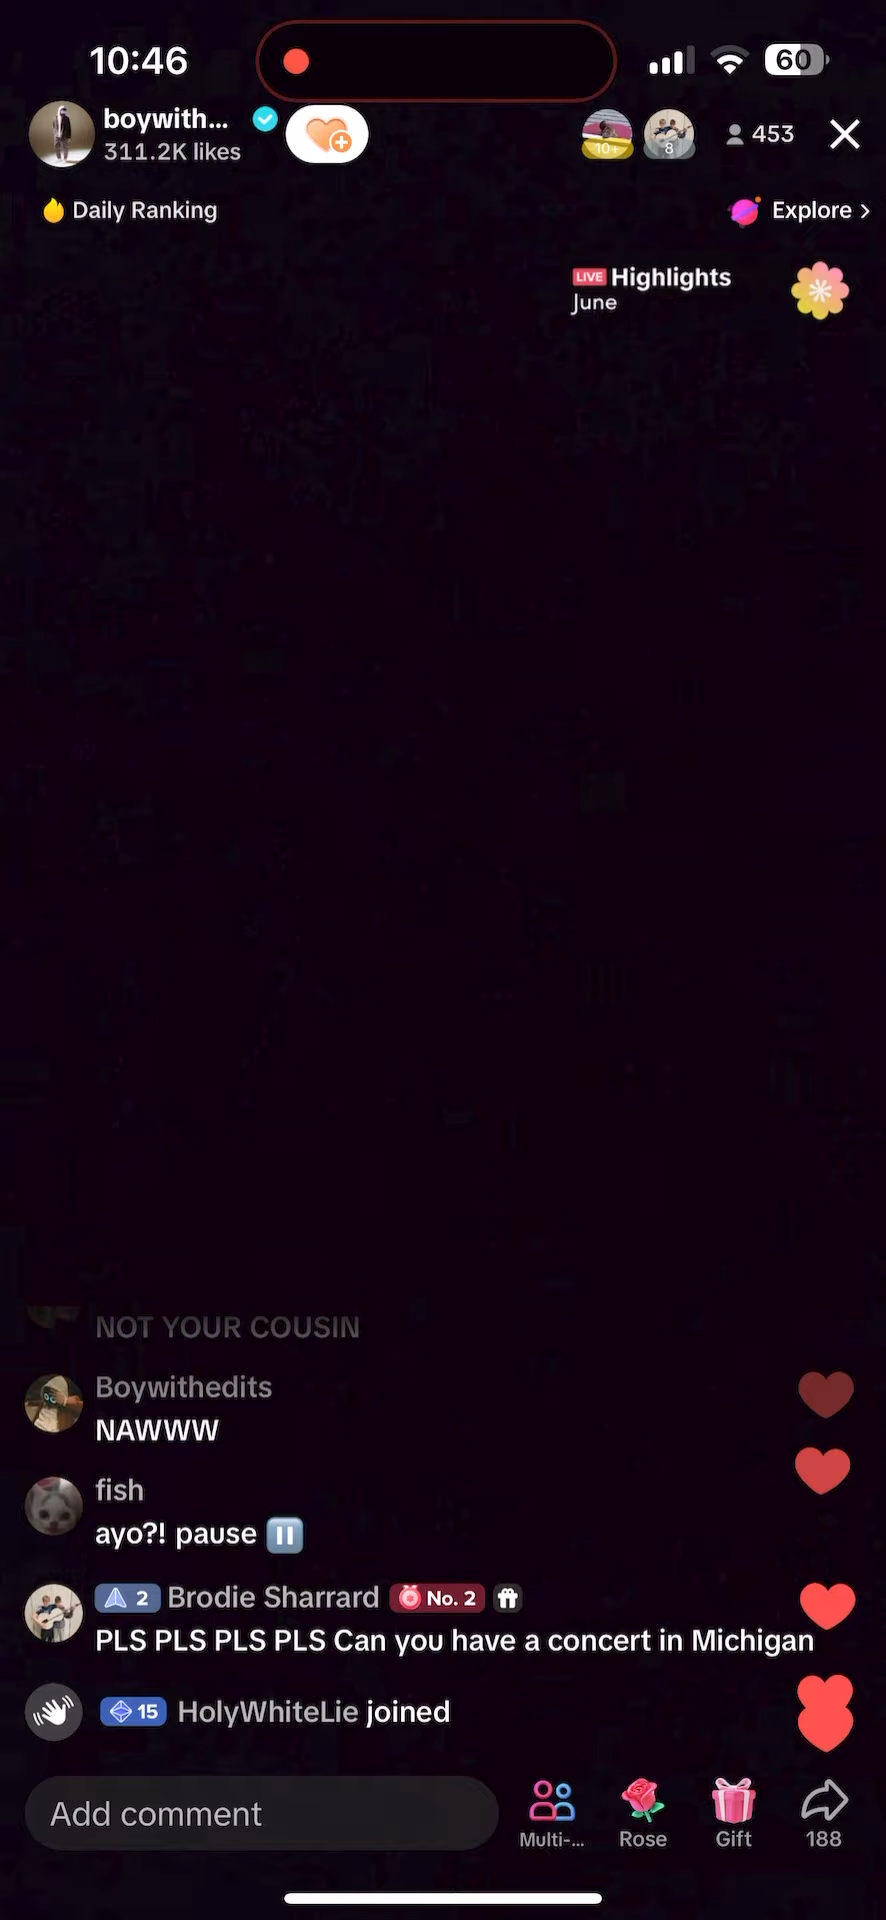 10:46
60
boywith...
311.2K likes
10+
8
453
Daily Ranking
Explore >
LIVE Highlights
June
NOT YOUR COUSIN
Boywithedits
NAWWW
fish
ayo?! pause ⏸️
2 Brodie Sharrard No. 2
PLS PLS PLS PLS Can you have a concert in Michigan
15 HolyWhiteLie joined
Add comment
Multi-...
Rose
Gift
188